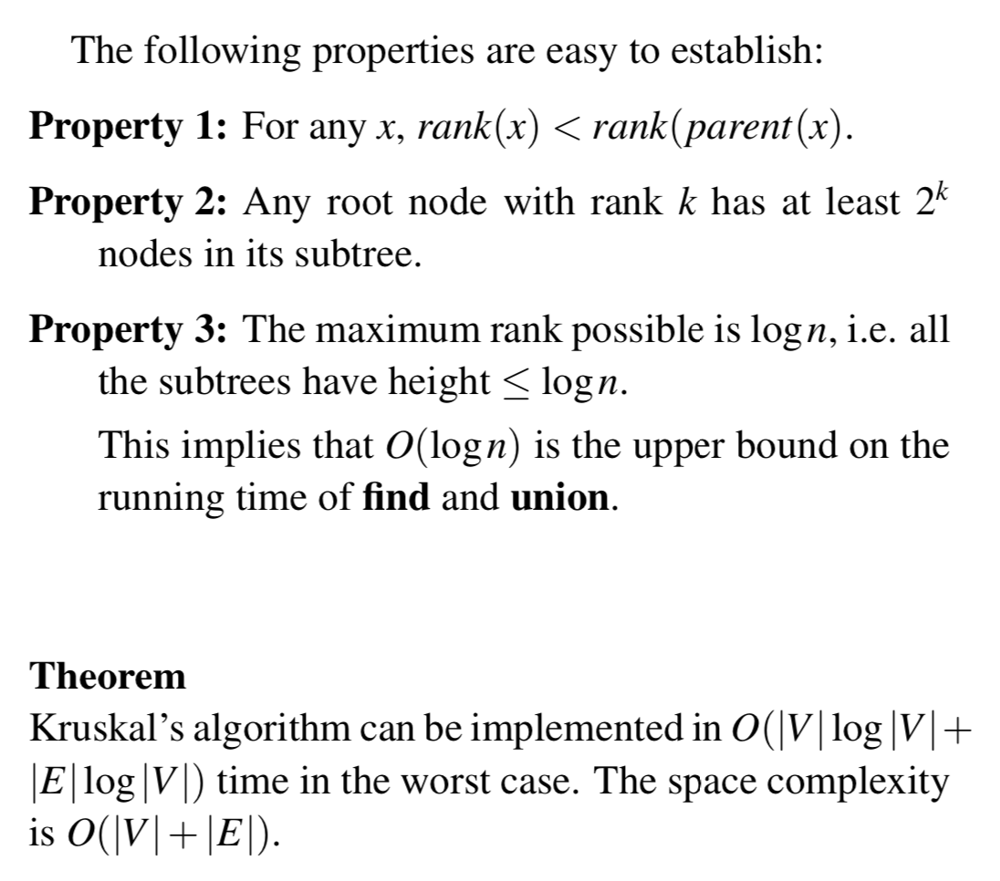 The following properties are easy to establish:
Property 1: For any x, rank(x) < rank(parent(x).
Property 2: Any root node with rank k has at least 2^k
nodes in its subtree.
Property 3: The maximum rank possible is log n, i.e. all
the subtrees have height ≤ log n.
This implies that O(log n) is the upper bound on the
running time of find and union.
Theorem
Kruskal’s algorithm can be implemented in O(|V| log |V| +
|E| log |V|) time in the worst case. The space complexity
is O(|V| + |E|).